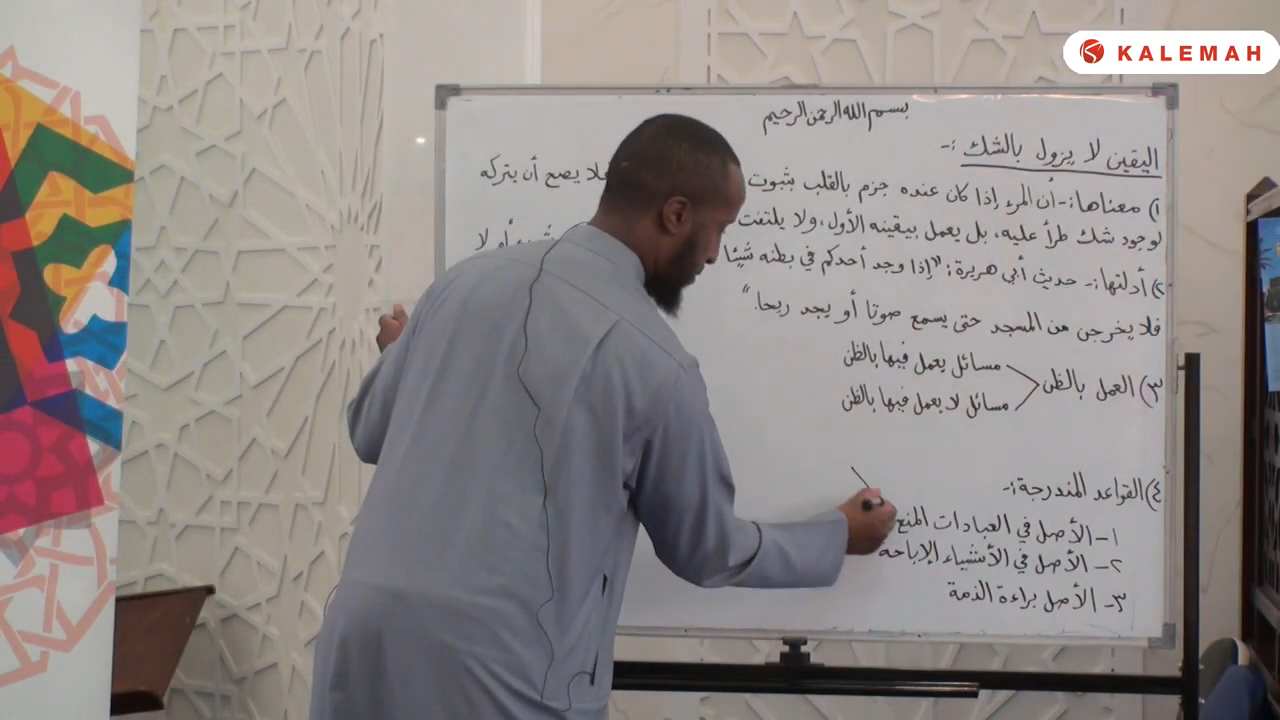 KALEMAH
بسم الله الرحمن الرحيم
اليقين لا يزول بالشك :-
١) معناها :- أن المرء إذا كان عنده جزم بالقلب بثبوت فلا يصح أن يتركه
لوجود شك طرأ عليه، بل يعمل بيقينه الأول، ولا يلتفت
٢) أدلتها :- حديث أبي هريرة: "إذا وجد أحدكم في بطنه شيئا أو لا
فلا يخرجن من المسجد حتى يسمع صوتا أو يجد ريحا."
٣) العمل بالظن
مسائل يعمل فيها بالظن
مسائل لا يعمل فيها بالظن
٤) القواعد المندرجة :-
١- الأصل في العبادات المنع
٢- الأصل في الأشياء الإباحة
٣- الأصل براءة الذمة